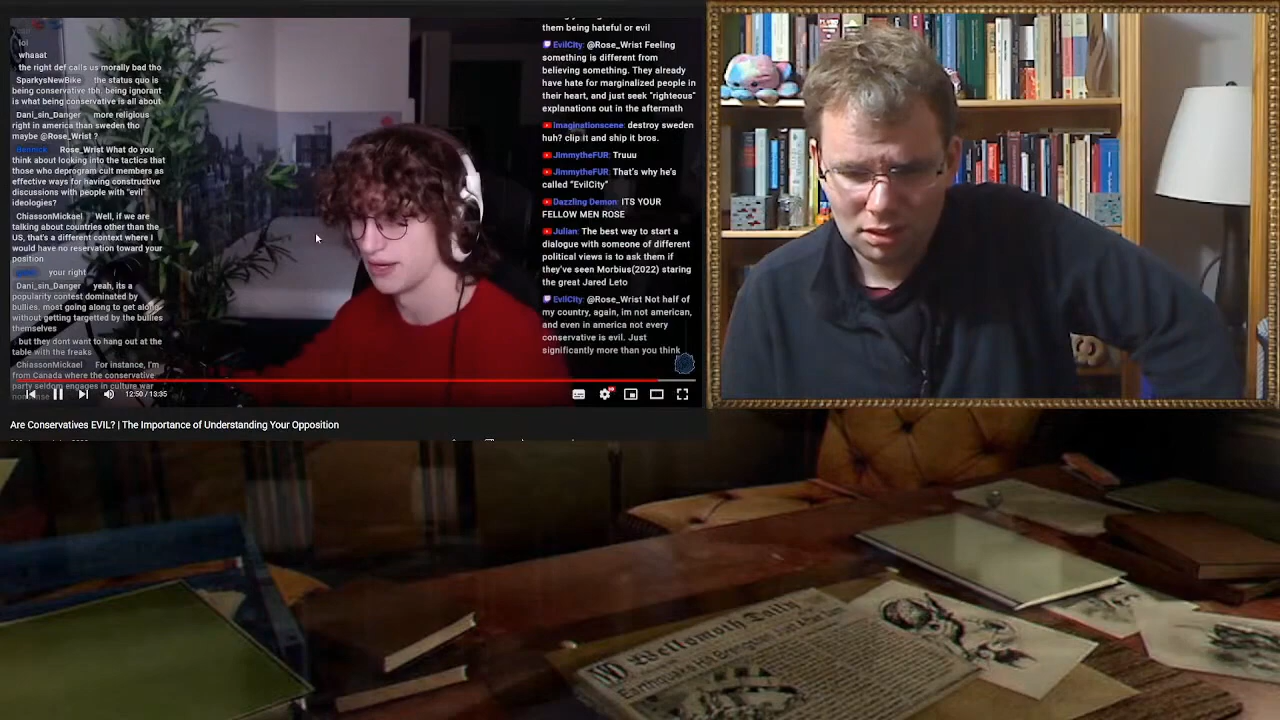 lol
whaaat
the right def calls us morally bad tho
SparkysNewBike the status quo is
being conservative tbh. being ignorant
is what being conservative is all about
Dani_sin_Danger more religious
right in america than sweden tho
maybe @Rose_Wrist ?
Rose_Wrist What do you
think about looking into the tactics that
those who deprogram cult members as
effective ways for having constructive
discussions with people with "evil"
ideologies?
ChiassonMickael Well, if we are
talking about countries other than the
US, that's a different context where I
would have no reservation toward your
position
your right
Dani_sin_Danger yeah, its a
popularity contest dominated by
bullies. most going along to get along
without getting targetted by the bullies
themselves
but they dont want to hang out at the
table with the freaks
ChiassonMickael For instance, I'm
from Canada where the conservative
party seldom engages in culture war
nonsense
them being hateful or evil
EvilCity: @Rose_Wrist Feeling
something is different from
believing something. They already
have hate for marginalized people in
their heart, and just seek "righteous"
explanations out in the aftermath
Imaginationscene: destroy sweden
huh? clip it and ship it bros.
JimmytheFUR: Truuu
JimmytheFUR: That's why he's
called "EvilCity"
Dazzling Demon: ITS YOUR
FELLOW MEN ROSE
Julian: The best way to start a
dialogue with someone of different
political views is to ask them if
they've seen Morbius(2022) staring
the great Jared Leto
EvilCity: @Rose_Wrist Not half of
my country, again, im not american,
and even in america not every
conservative is evil. Just
significantly more than you think
12:50 / 13:35
Are Conservatives EVIL? | The Importance of Understanding Your Opposition
Wellsmoth Daily